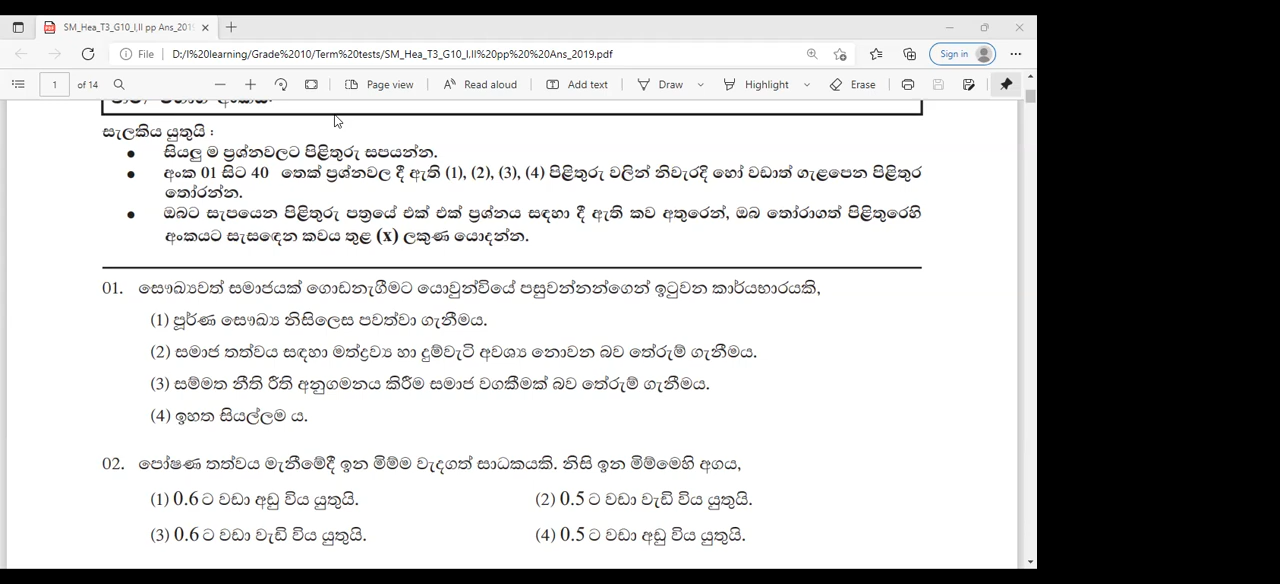 SM_Hea_T3_G10_I,II pp Ans_201
File D:/I%20learning/Grade%2010/Term%20tests/SM_Hea_T3_G10_I,II%20pp%20%20Ans_2019.pdf Sign in
1 of 14 Page view Read aloud Add text Draw Highlight Erase
සැලකිය යුතුයි :
● සියලු ම ප්‍රශ්නවලට පිළිතුරු සපයන්න.
● අංක 01 සිට 40 තෙක් ප්‍රශ්නවල දී ඇති (1), (2), (3), (4) පිළිතුරු වලින් නිවැරදි හෝ වඩාත් ගැළපෙන පිළිතුර
තෝරන්න.
● ඔබට සැපයෙන පිළිතුරු පත්‍රයේ එක් එක් ප්‍රශ්නය සඳහා දී ඇති කව අතුරෙන්, ඔබ තෝරාගත් පිළිතුරෙහි
අංකයට සැසඳෙන කවය තුළ (x) ලකුණ යොදන්න.
01. සෞඛ්‍යවත් සමාජයක් ගොඩනැගීමට යොවුන්වියේ පසුවන්නන්ගෙන් ඉටුවන කාර්යභාරයකි,
(1) පූර්ණ සෞඛ්‍ය නිසිලෙස පවත්වා ගැනීමය.
(2) සමාජ තත්වය සඳහා මත්ද්‍රව්‍ය හා දුම්වැටි අවශ්‍ය නොවන බව තේරුම් ගැනීමය.
(3) සම්මත නීති රීති අනුගමනය කිරීම සමාජ වගකීමක් බව තේරුම් ගැනීමය.
(4) ඉහත සියල්ලම ය.
02. පෝෂණ තත්වය මැනීමේදී ඉන මිම්ම වැදගත් සාධකයකි. නිසි ඉන මිම්මෙහි අගය,
(1) 0.6 ට වඩා අඩු විය යුතුයි. (2) 0.5 ට වඩා වැඩි විය යුතුයි.
(3) 0.6 ට වඩා වැඩි විය යුතුයි. (4) 0.5 ට වඩා අඩු විය යුතුයි.